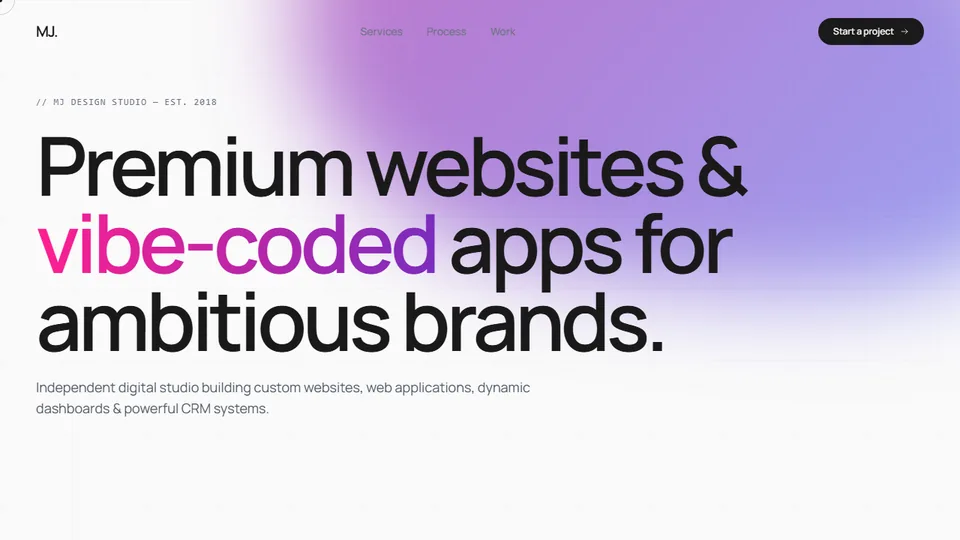 MJ.
Services Process Work
Start a project →
// MJ DESIGN STUDIO — EST. 2018
Premium websites &
vibe-coded apps for
ambitious brands.
Independent digital studio building custom websites, web applications, dynamic
dashboards & powerful CRM systems.